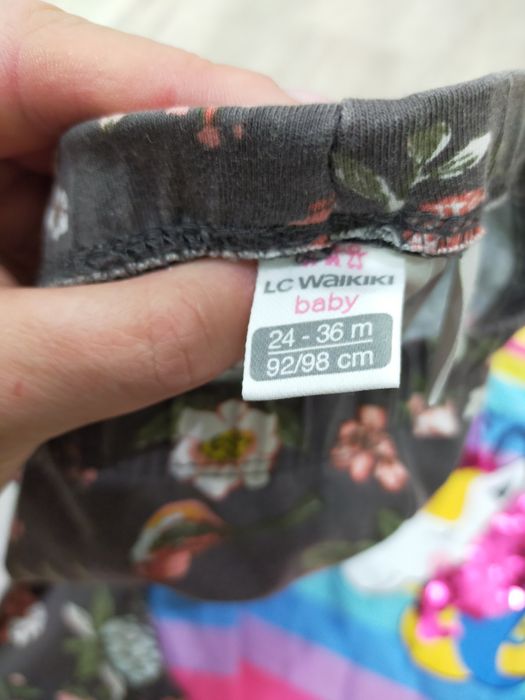 LC WAIKIKI
baby
24 - 36 m
92/98 cm